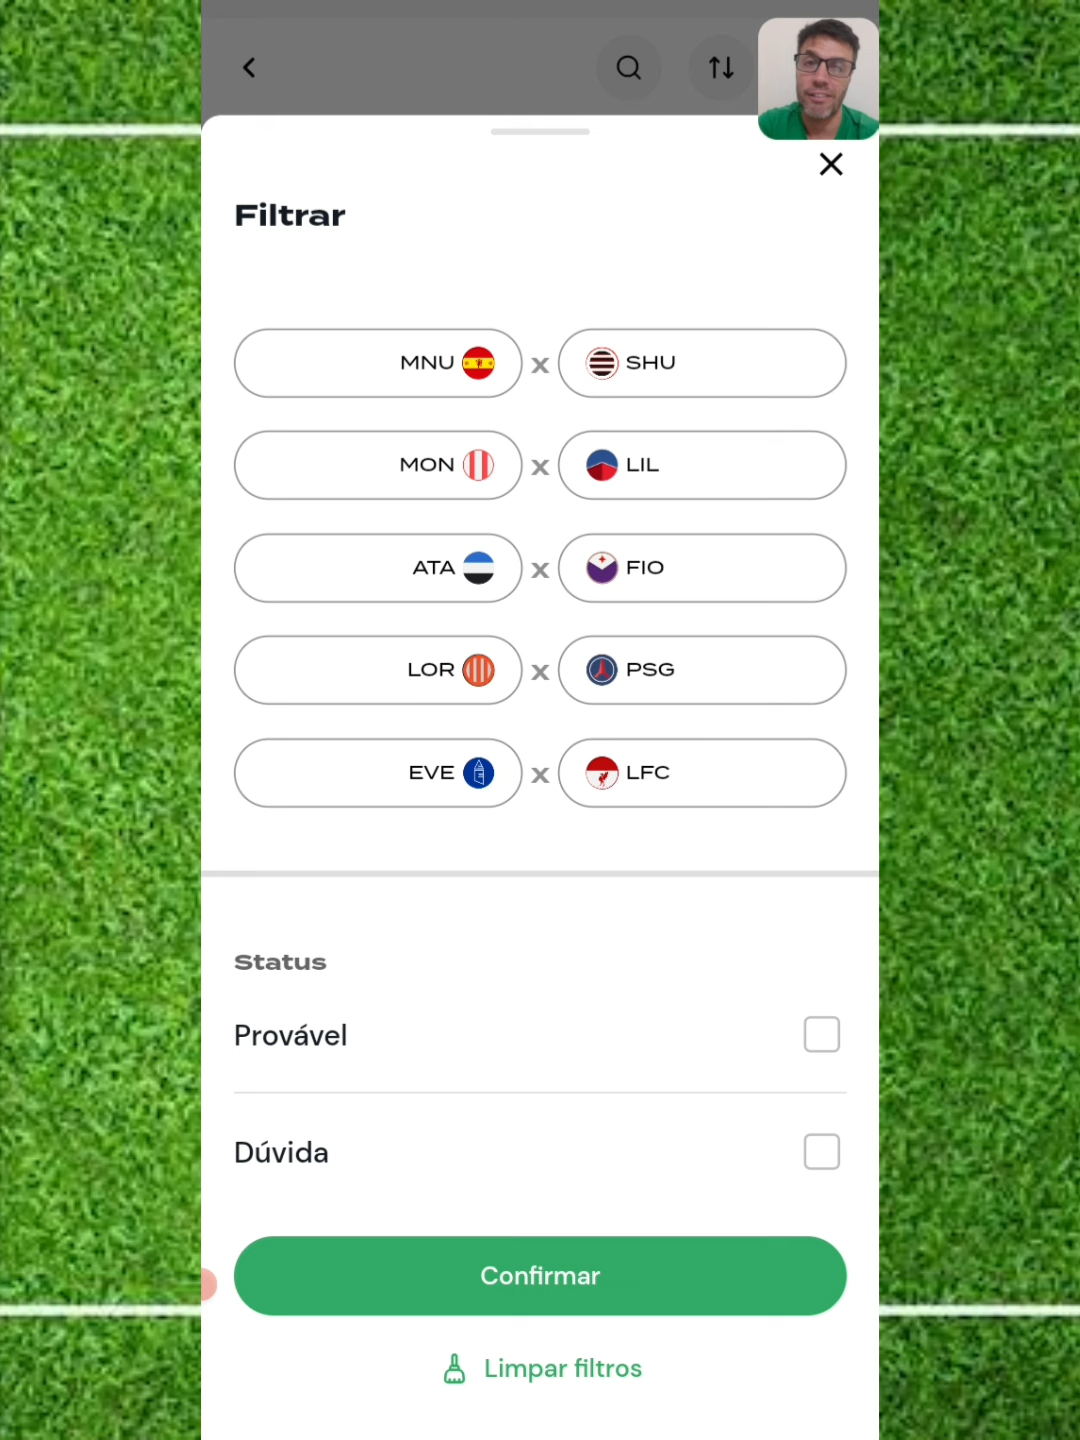 Filtrar
MNU x SHU
MON x LIL
ATA x FIO
LOR x PSG
EVE x LFC
Status
Provável
Dúvida
Confirmar
Limpar filtros